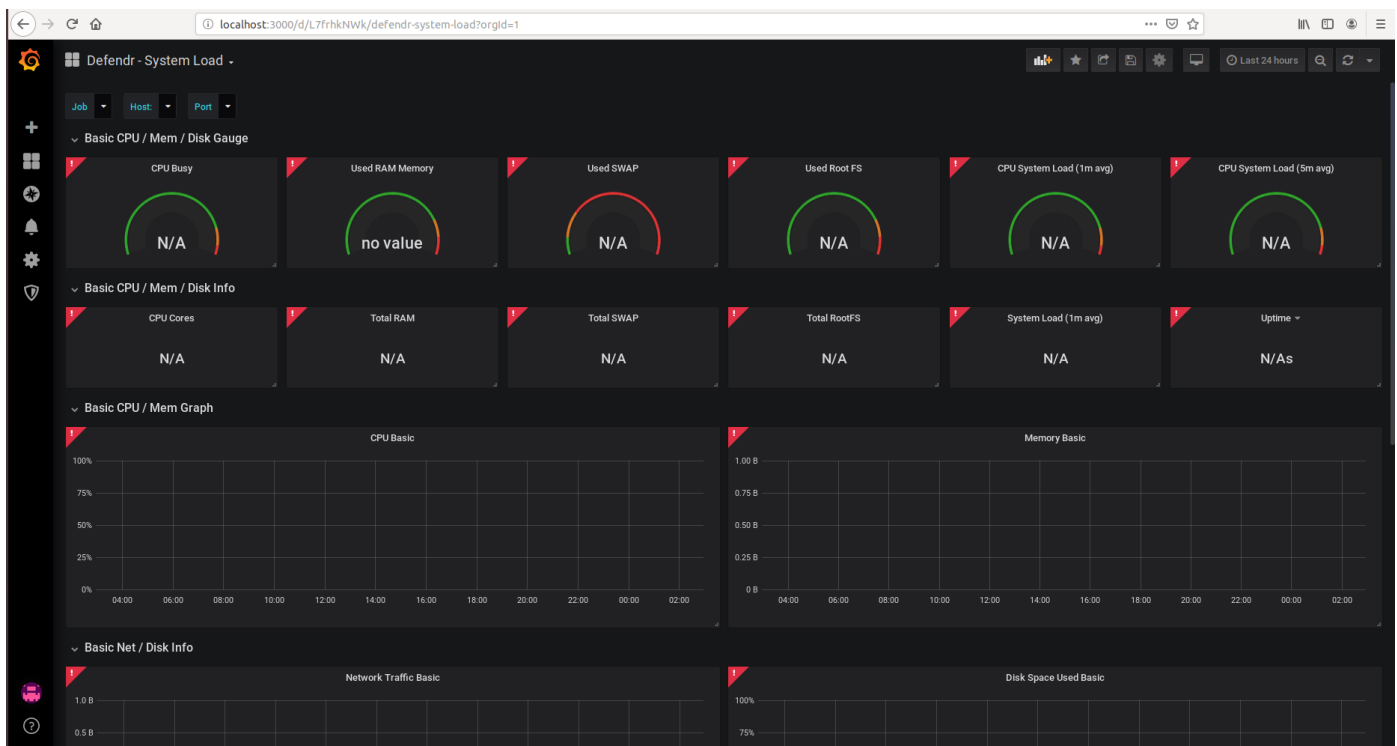 localhost:3000/d/L7frhkNWk/defendr-system-load?orgId=1
Defendr - System Load
Last 24 hours
Job Host: Port
Basic CPU / Mem / Disk Gauge
CPU Busy Used RAM Memory Used SWAP Used Root FS CPU System Load (1m avg) CPU System Load (5m avg)
N/A no value N/A N/A N/A N/A
Basic CPU / Mem / Disk Info
CPU Cores Total RAM Total SWAP Total RootFS System Load (1m avg) Uptime
N/A N/A N/A N/A N/A N/As
Basic CPU / Mem Graph
CPU Basic
100%
75%
50%
25%
0%
04:00 06:00 08:00 10:00 12:00 14:00 16:00 18:00 20:00 22:00 00:00 02:00
Memory Basic
1.00 B
0.75 B
0.50 B
0.25 B
0 B
04:00 06:00 08:00 10:00 12:00 14:00 16:00 18:00 20:00 22:00 00:00 02:00
Basic Net / Disk Info
Network Traffic Basic
1.0 B
0.5 B
Disk Space Used Basic
100%
75%